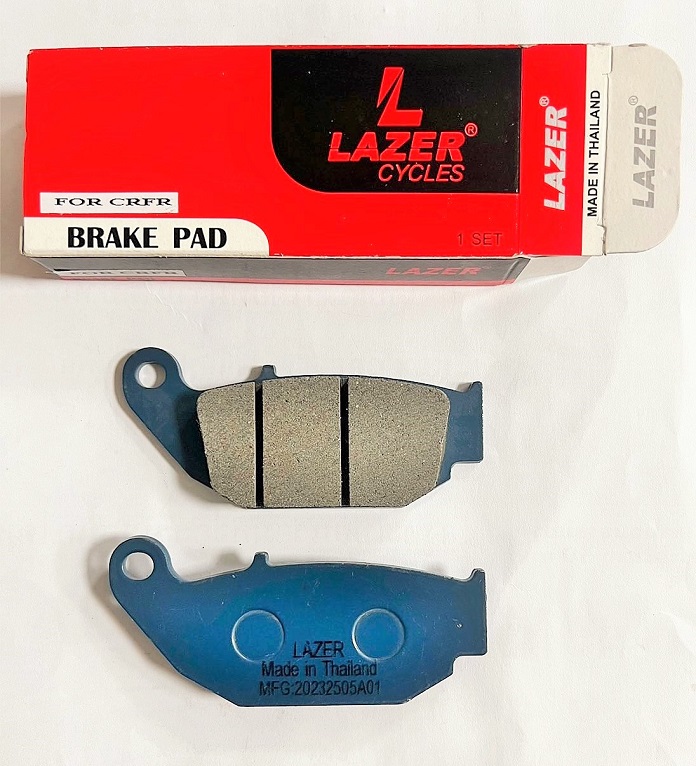 LAZER®
CYCLES
FOR CRFR
BRAKE PAD
1 SET
LAZER®
MADE IN THAILAND
LAZER®
FOR CRFR
LAZER
LAZER
Made in Thailand
MFG:20232505A01